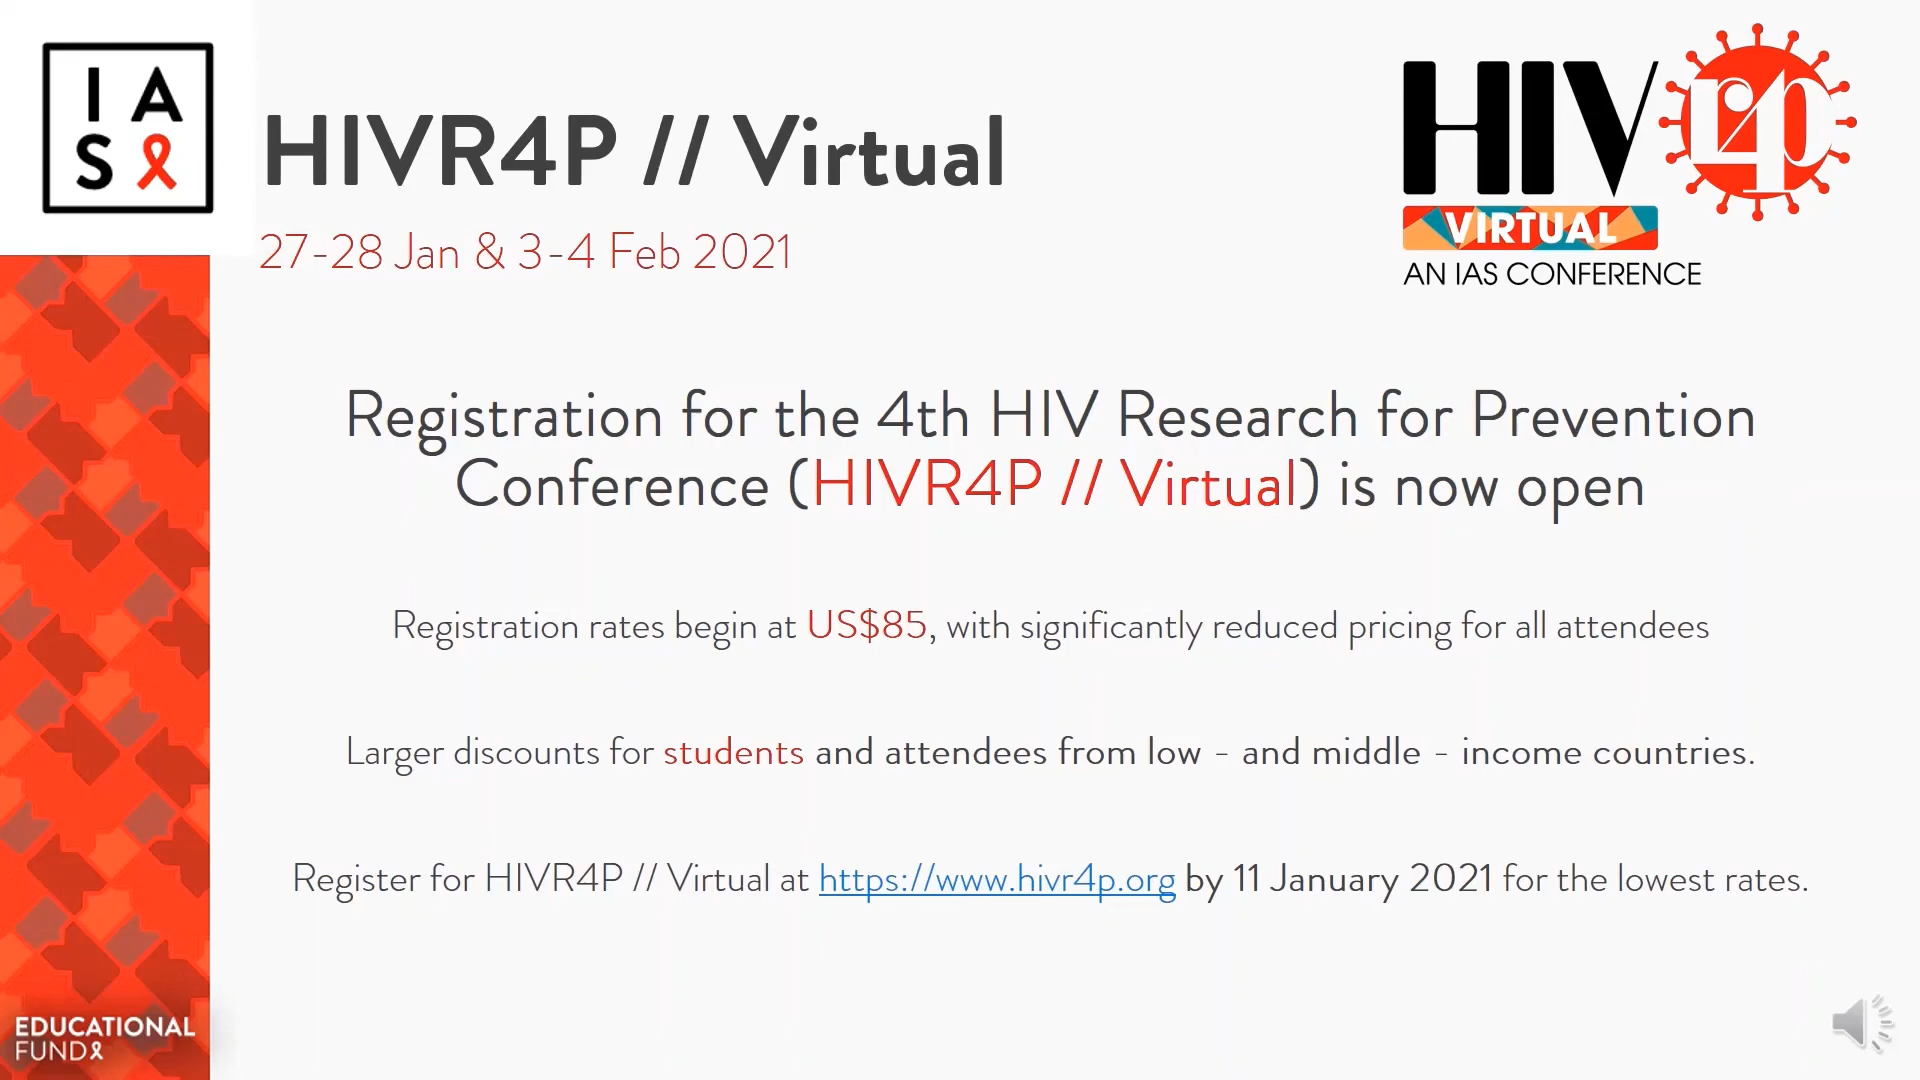 IA
S
HIVR4P // Virtual
27-28 Jan & 3-4 Feb 2021
HIV r4p
VIRTUAL
AN IAS CONFERENCE
Registration for the 4th HIV Research for Prevention
Conference (HIVR4P // Virtual) is now open
Registration rates begin at US$85, with significantly reduced pricing for all attendees
Larger discounts for students and attendees from low - and middle - income countries.
Register for HIVR4P // Virtual at https://www.hivr4p.org by 11 January 2021 for the lowest rates.
EDUCATIONAL
FUND